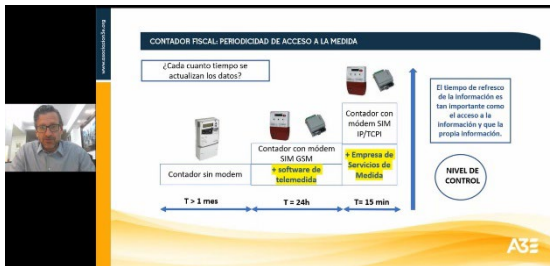 www.asociacion3e.org
CONTADOR FISCAL: PERIODICIDAD DE ACCESO A LA MEDIDA
¿Cada cuanto tiempo se
actualizan los datos?
El tiempo de refresco
de la información es
tan importante como
el acceso a la
información y que la
propia información.
Contador con
módem SIM
IP/TCPI
+ Empresa de
Servicios de
Medida
Contador con módem
SIM GSM
+ software de
telemedida
Contador sin modem
NIVEL DE
CONTROL
T > 1 mes
T = 24h
T= 15 min
A3E